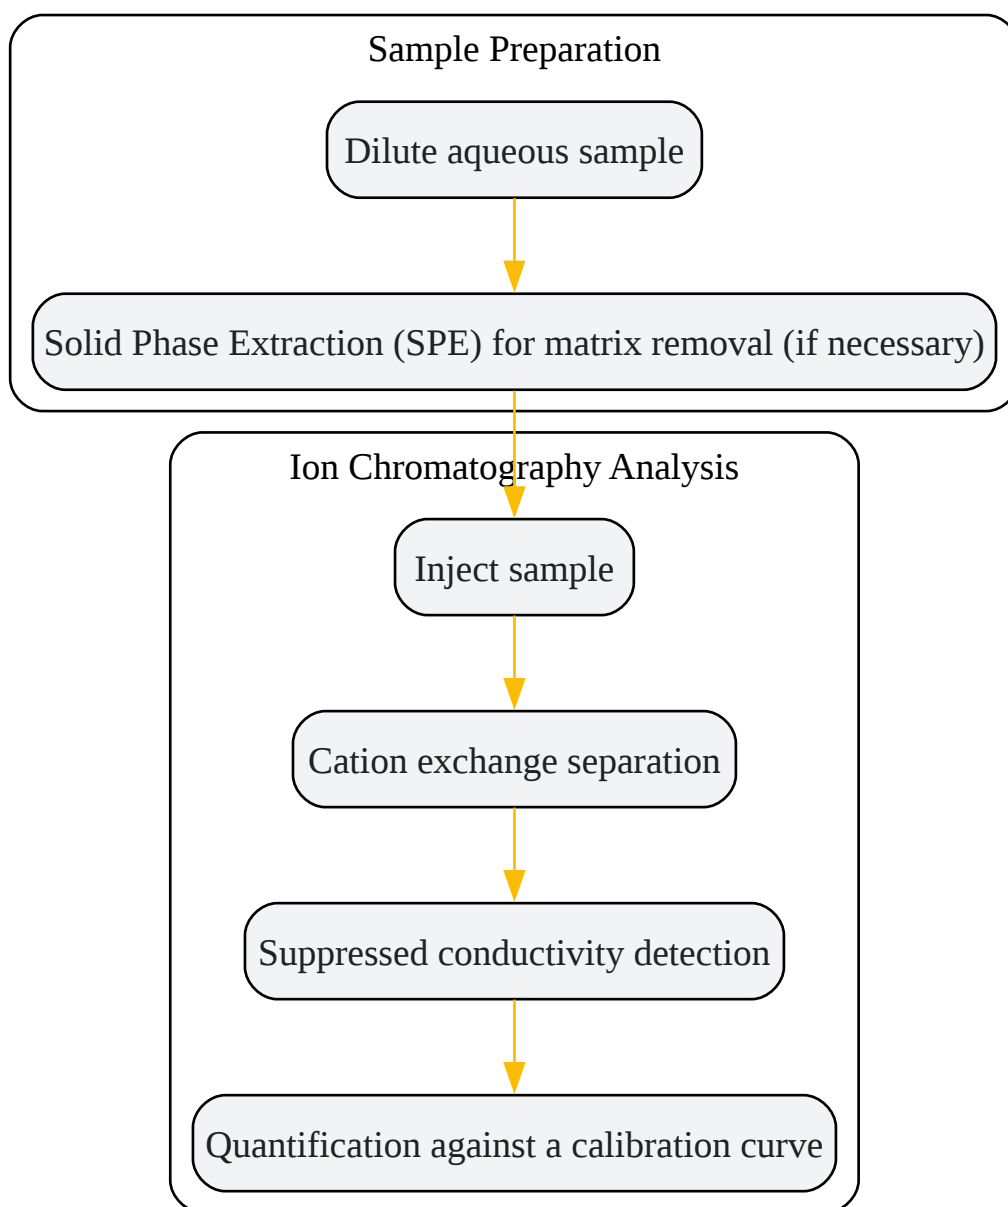 Sample Preparation
Dilute aqueous sample
Solid Phase Extraction (SPE) for matrix removal (if necessary)
Ion Chromatography Analysis
Inject sample
Cation exchange separation
Suppressed conductivity detection
Quantification against a calibration curve